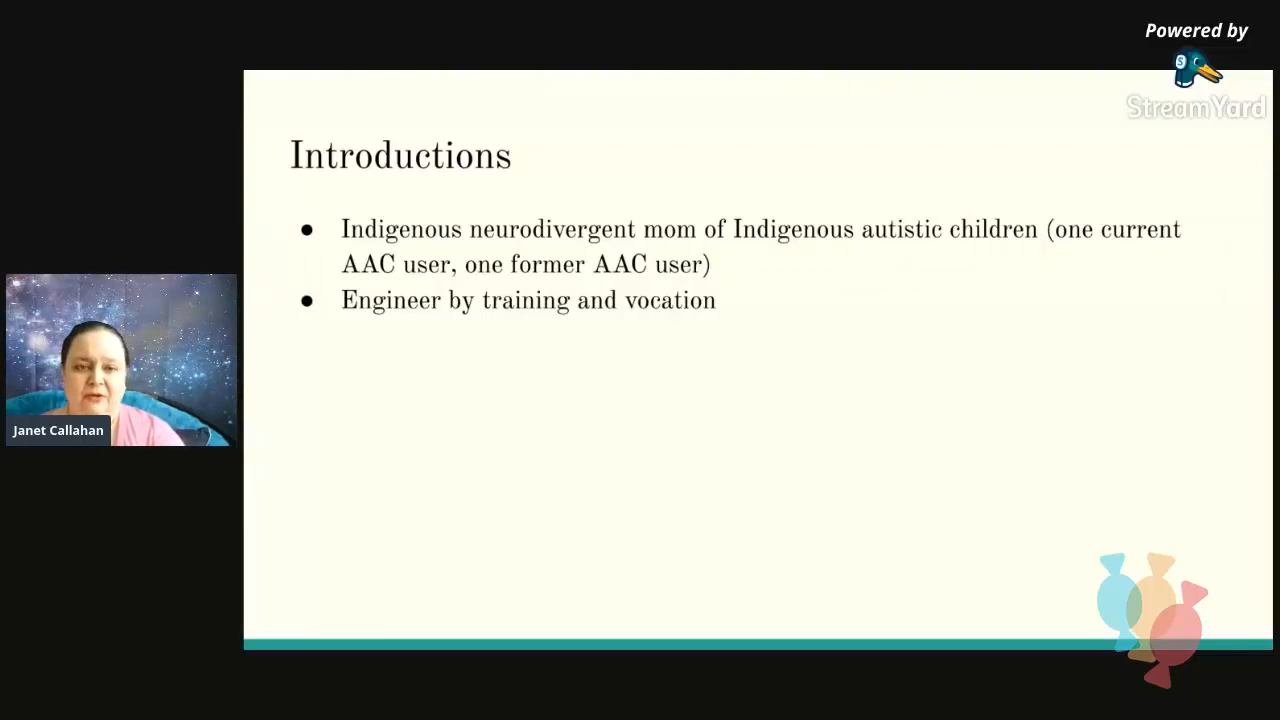 Powered by
S
StreamYard
Introductions
● Indigenous neurodivergent mom of Indigenous autistic children (one current
AAC user, one former AAC user)
● Engineer by training and vocation
Janet Callahan